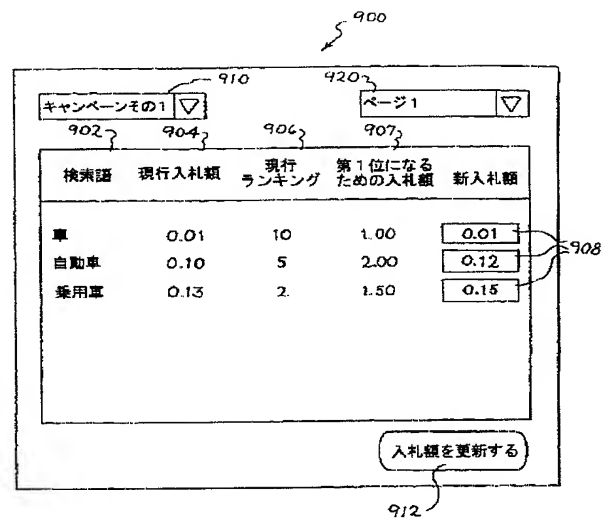 900
910
920
キャンペーンその1
ページ1
902 904 906 907
検索語 現行入札額 現行ランキング 第1位になるための入札額 新入札額
車 0.01 10 1.00 0.01
自動車 0.10 5 2.00 0.12
乗用車 0.13 2 1.50 0.15
908
入札額を更新する
912